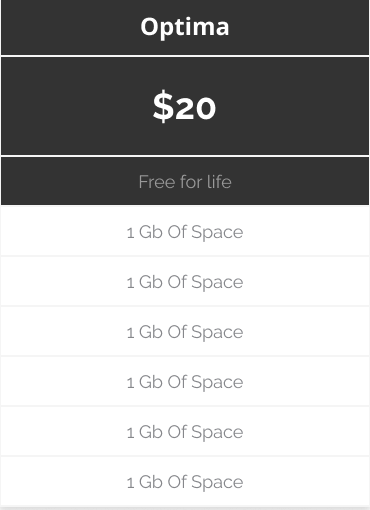 Optima
$20
Free for life
1 Gb Of Space
1 Gb Of Space
1 Gb Of Space
1 Gb Of Space
1 Gb Of Space
1 Gb Of Space